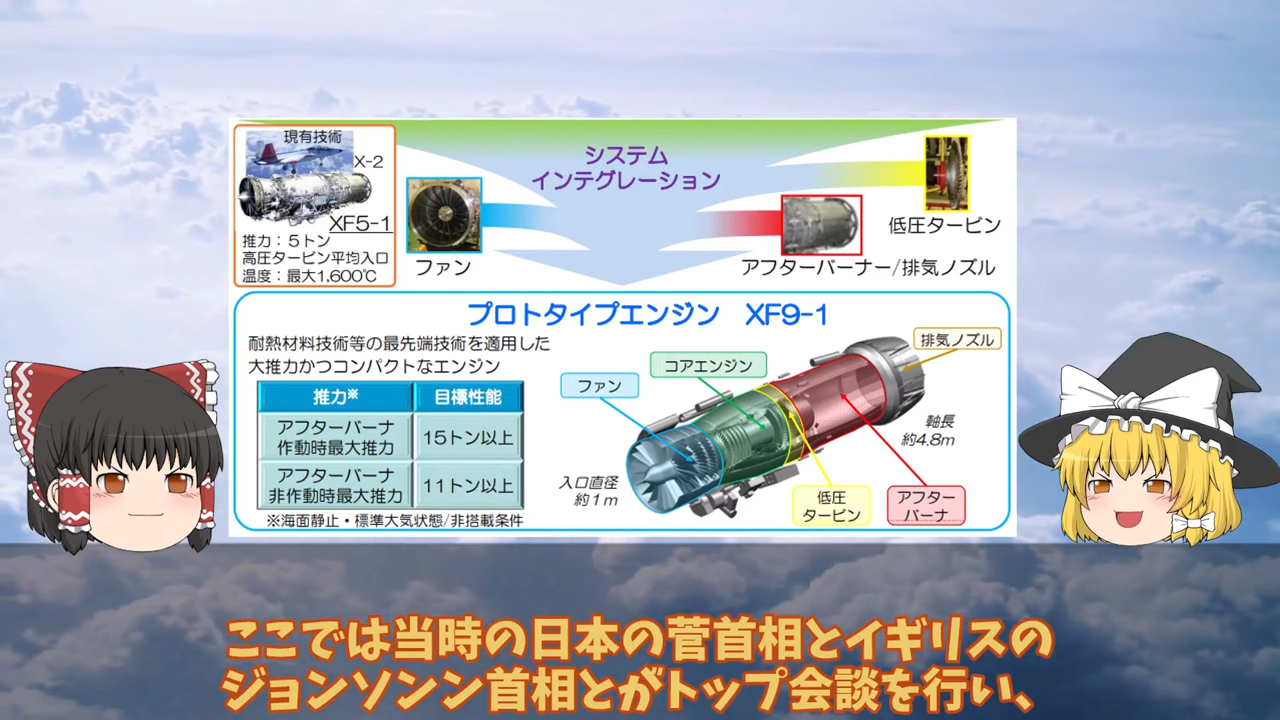 現有技術
X-2
XF5-1
推力：５トン
高圧タービン平均入口
温度：最大1,600℃
ファン
システム
インテグレーション
低圧タービン
アフターバーナー/排気ノズル
プロトタイプエンジン　XF9-1
耐熱材料技術等の最先端技術を適用した
大推力かつコンパクトなエンジン
推力※
目標性能
アフターバーナ
作動時最大推力
15トン以上
アフターバーナ
非作動時最大推力
11トン以上
※海面静止・標準大気状態/非搭載条件
ファン
コアエンジン
排気ノズル
軸長
約4.8m
入口直径
約１ｍ
低圧
タービン
アフター
バーナ
ここでは当時の日本の菅首相とイギリスの
ジョンソンン首相とがトップ会談を行い、